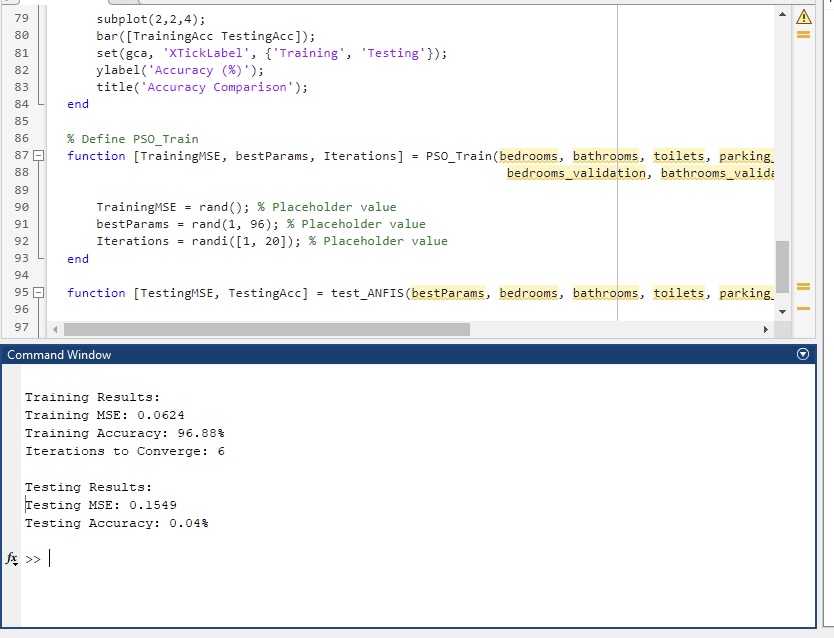 79 subplot(2,2,4);
80 bar([TrainingAcc TestingAcc]);
81 set(gca, 'XTickLabel', {'Training', 'Testing'});
82 ylabel('Accuracy (%)');
83 title('Accuracy Comparison');
84 end
85
86 % Define PSO_Train
87 function [TrainingMSE, bestParams, Iterations] = PSO_Train(bedrooms, bathrooms, toilets, parking_
88 bedrooms_validation, bathrooms_valida
89
90 TrainingMSE = rand(); % Placeholder value
91 bestParams = rand(1, 96); % Placeholder value
92 Iterations = randi([1, 20]); % Placeholder value
93 end
94
95 function [TestingMSE, TestingAcc] = test_ANFIS(bestParams, bedrooms, bathrooms, toilets, parking_
96
97
Command Window
Training Results:
Training MSE: 0.0624
Training Accuracy: 96.88%
Iterations to Converge: 6
Testing Results:
Testing MSE: 0.1549
Testing Accuracy: 0.04%
fx >>